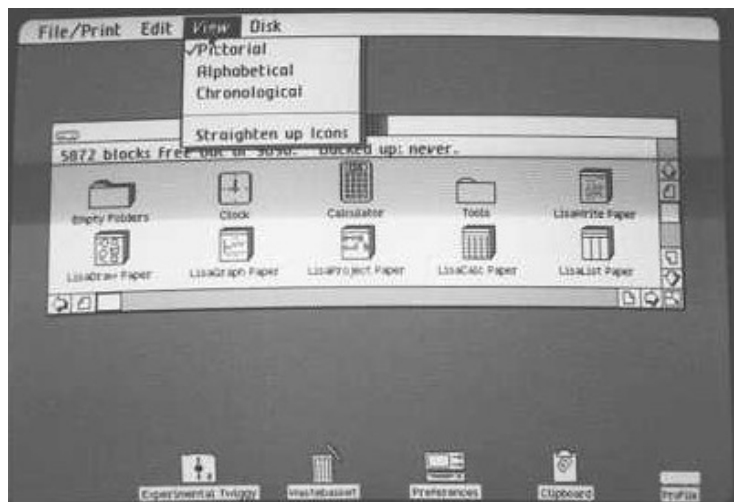 File/Print Edit View Disk
✓Pictorial
Alphabetical
Chronological
Straighten up Icons
5872 blocks free out of up: never.
Empty Folders Clock Calculator Tools LisaWrite Paper
LisaDraw Paper LisaGraph Paper LisaProject Paper LisaCalc Paper LisaList Paper
Experimental Twiggy Wastebasket Preferences Clipboard Profile